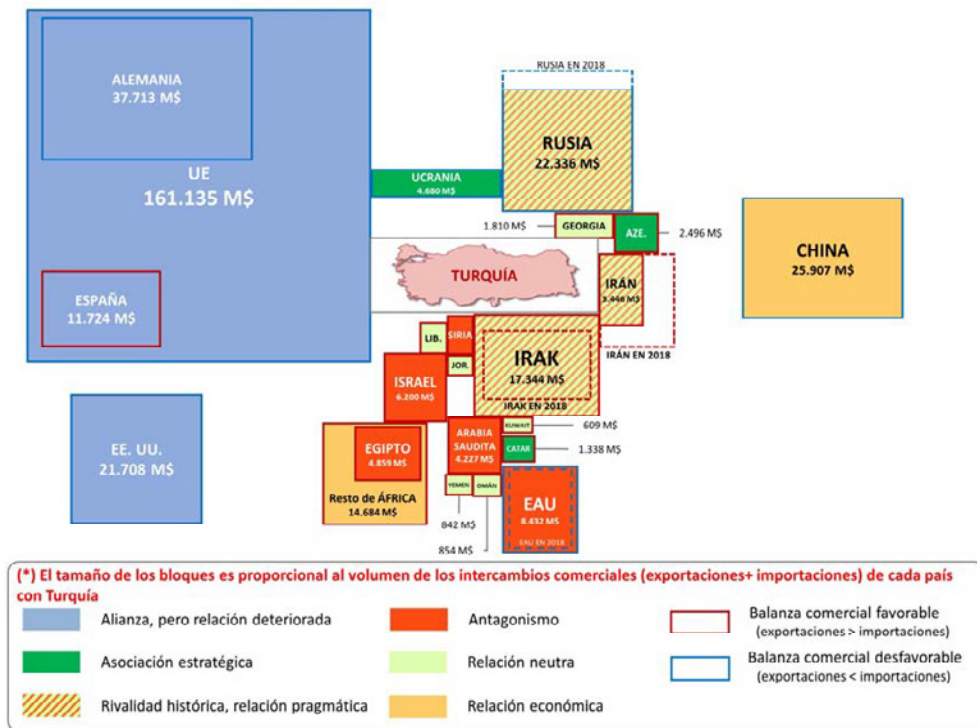 ALEMANIA
37.713 M$
UE
161.135 M$
ESPAÑA
11.724 M$
EE. UU.
21.708 M$
RUSIA EN 2018
RUSIA
22.336 M$
UCRANIA
4.680 M$
1.810 M$
GEORGIA
AZE.
2.496 M$
CHINA
25.907 M$
TURQUÍA
IRÁN
3.446 M$
IRÁN EN 2018
LIB.
SIRIA
JOR.
IRAK
17.344 M$
IRAK EN 2018
ISRAEL
6.200 M$
EGIPTO
4.859 M$
Resto de ÁFRICA
14.684 M$
ARABIA
SAUDITA
4.227 M$
KUWAIT
609 M$
CATAR
1.338 M$
YEMEN
OMÁN
842 M$
854 M$
EAU
8.432 M$
EAU EN 2018
(*) El tamaño de los bloques es proporcional al volumen de los intercambios comerciales (exportaciones+ importaciones) de cada país
con Turquía
Alianza, pero relación deteriorada
Antagonismo
Balanza comercial favorable
(exportaciones > importaciones)
Asociación estratégica
Relación neutra
Balanza comercial desfavorable
(exportaciones < importaciones)
Rivalidad histórica, relación pragmática
Relación económica